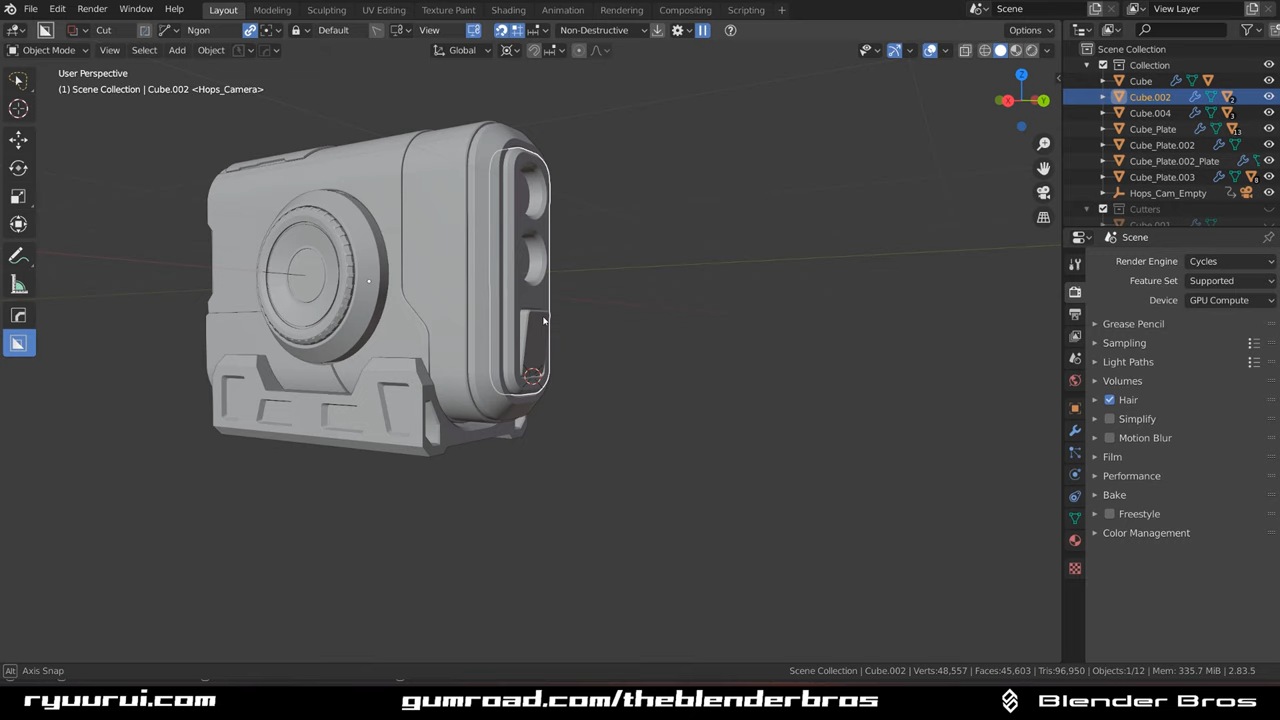 File Edit Render Window Help Layout Modeling Sculpting UV Editing Texture Paint Shading Animation Rendering Compositing Scripting + Scene View Layer
Cut Ngon Default View Non-Destructive
Object Mode View Select Add Object Global Options
User Perspective
(1) Scene Collection | Cube.002 <Hops_Camera>
Scene Collection
Collection
Cube
Cube.002 2
Cube.004 3
Cube_Plate 13
Cube_Plate.002
Cube_Plate.002_Plate
Cube_Plate.003 8
Hops_Cam_Empty
Cutters
Scene
Render Engine Cycles
Feature Set Supported
Device GPU Compute
Grease Pencil
Sampling
Light Paths
Volumes
Hair
Simplify
Motion Blur
Film
Performance
Bake
Freestyle
Color Management
Z
X Y
Alt Axis Snap
Scene Collection | Cube.002 | Verts:48,557 | Faces:45,603 | Tris:96,950 | Objects:1/12 | Mem: 335.7 MiB | 2.83.5
ryuurui.com gumroad.com/theblenderbros Blender Bros